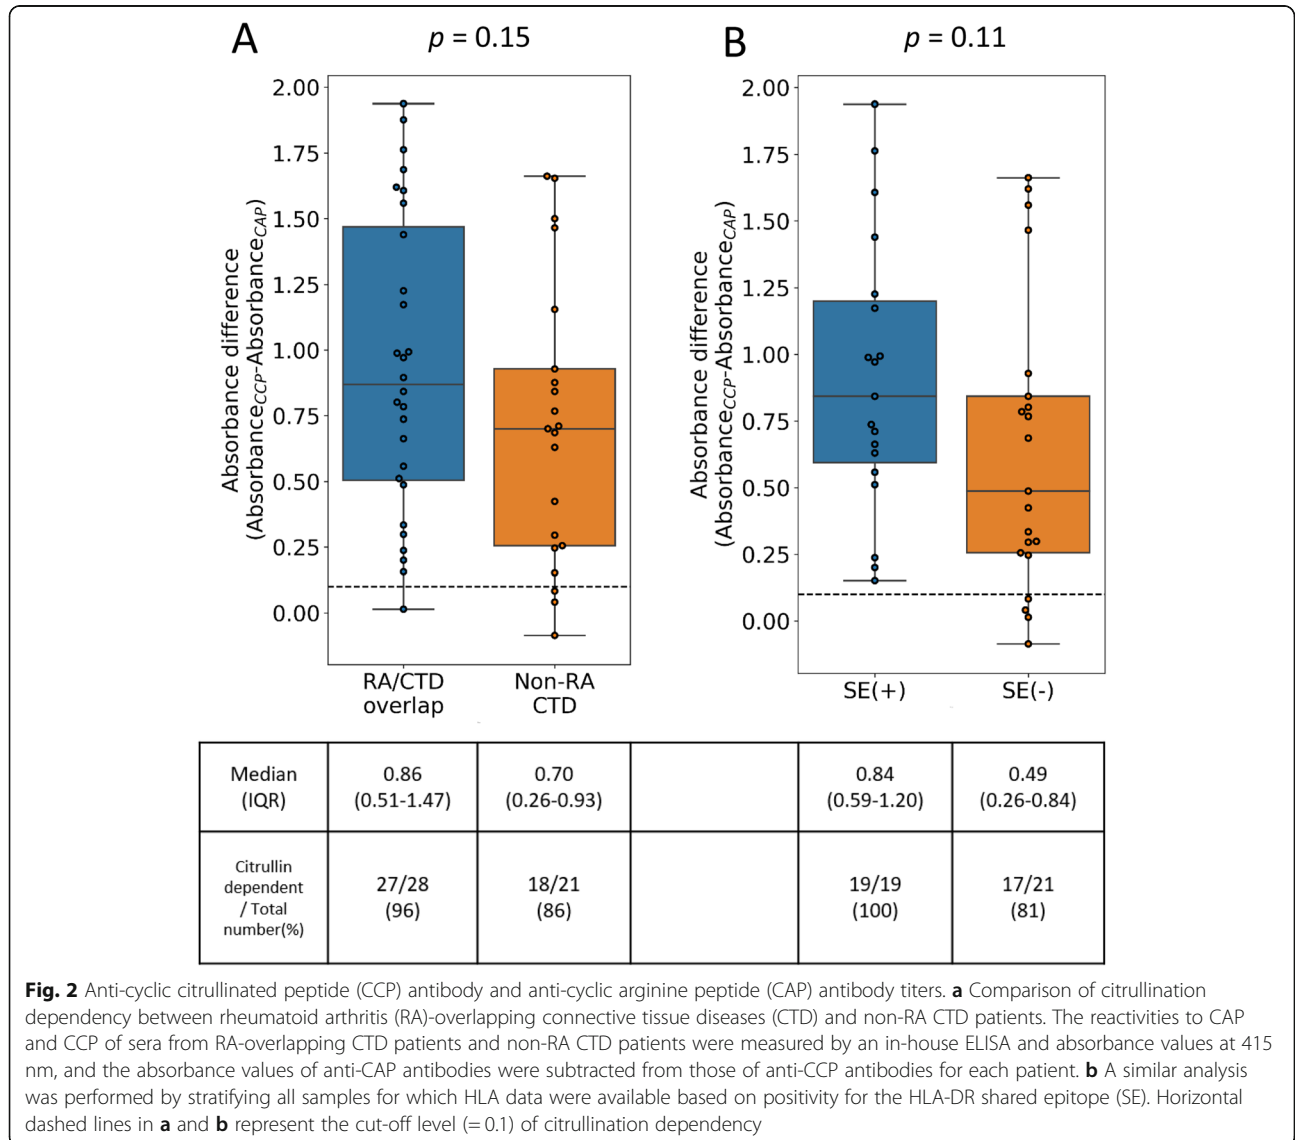 A
p = 0.15
B
p = 0.11
2.00
1.75
1.50
1.25
1.00
0.75
0.50
0.25
0.00
Absorbance difference
(AbsorbanceCCP-AbsorbanceCAP)
RA/CTD
overlap
Non-RA
CTD
2.00
1.75
1.50
1.25
1.00
0.75
0.50
0.25
0.00
Absorbance difference
(AbsorbanceCCP-AbsorbanceCAP)
SE(+)
SE(-)
Median
(IQR)
0.86
(0.51-1.47)
0.70
(0.26-0.93)
0.84
(0.59-1.20)
0.49
(0.26-0.84)
Citrullin
dependent
/ Total
number(%)
27/28
(96)
18/21
(86)
19/19
(100)
17/21
(81)
Fig. 2 Anti-cyclic citrullinated peptide (CCP) antibody and anti-cyclic arginine peptide (CAP) antibody titers. a Comparison of citrullination
dependency between rheumatoid arthritis (RA)-overlapping connective tissue diseases (CTD) and non-RA CTD patients. The reactivities to CAP
and CCP of sera from RA-overlapping CTD patients and non-RA CTD patients were measured by an in-house ELISA and absorbance values at 415
nm, and the absorbance values of anti-CAP antibodies were subtracted from those of anti-CCP antibodies for each patient. b A similar analysis
was performed by stratifying all samples for which HLA data were available based on positivity for the HLA-DR shared epitope (SE). Horizontal
dashed lines in a and b represent the cut-off level (= 0.1) of citrullination dependency